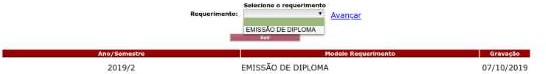 Selecione o requerimento
Requerimento: Avançar
EMISSÃO DE DIPLOMA
Sair
Ano/Semestre Modelo Requerimento Gravação
2019/2 EMISSÃO DE DIPLOMA 07/10/2019